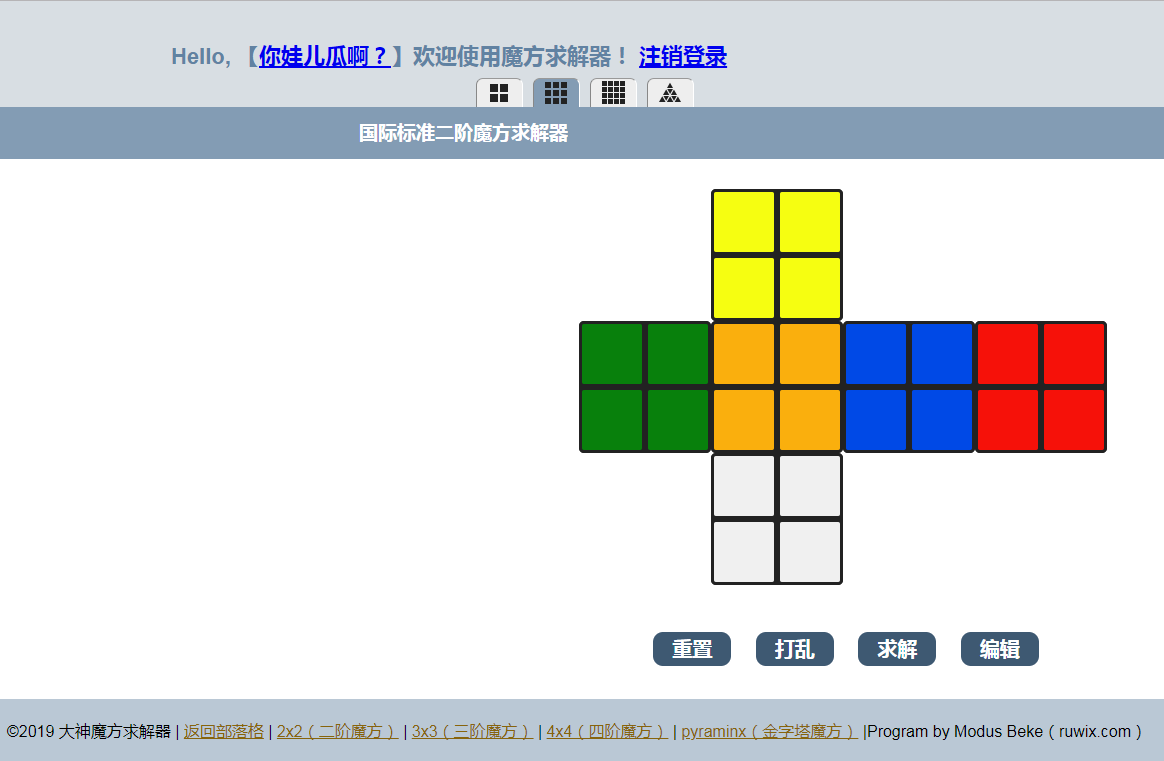 Hello, 【你娃儿瓜啊？】欢迎使用魔方求解器！ 注销登录
国际标准二阶魔方求解器
重置 打乱 求解 编辑
©2019 大神魔方求解器 | 返回部落格 | 2x2（二阶魔方） | 3x3（三阶魔方） | 4x4（四阶魔方） | pyraminx（金字塔魔方） |Program by Modus Beke（ruwix.com）